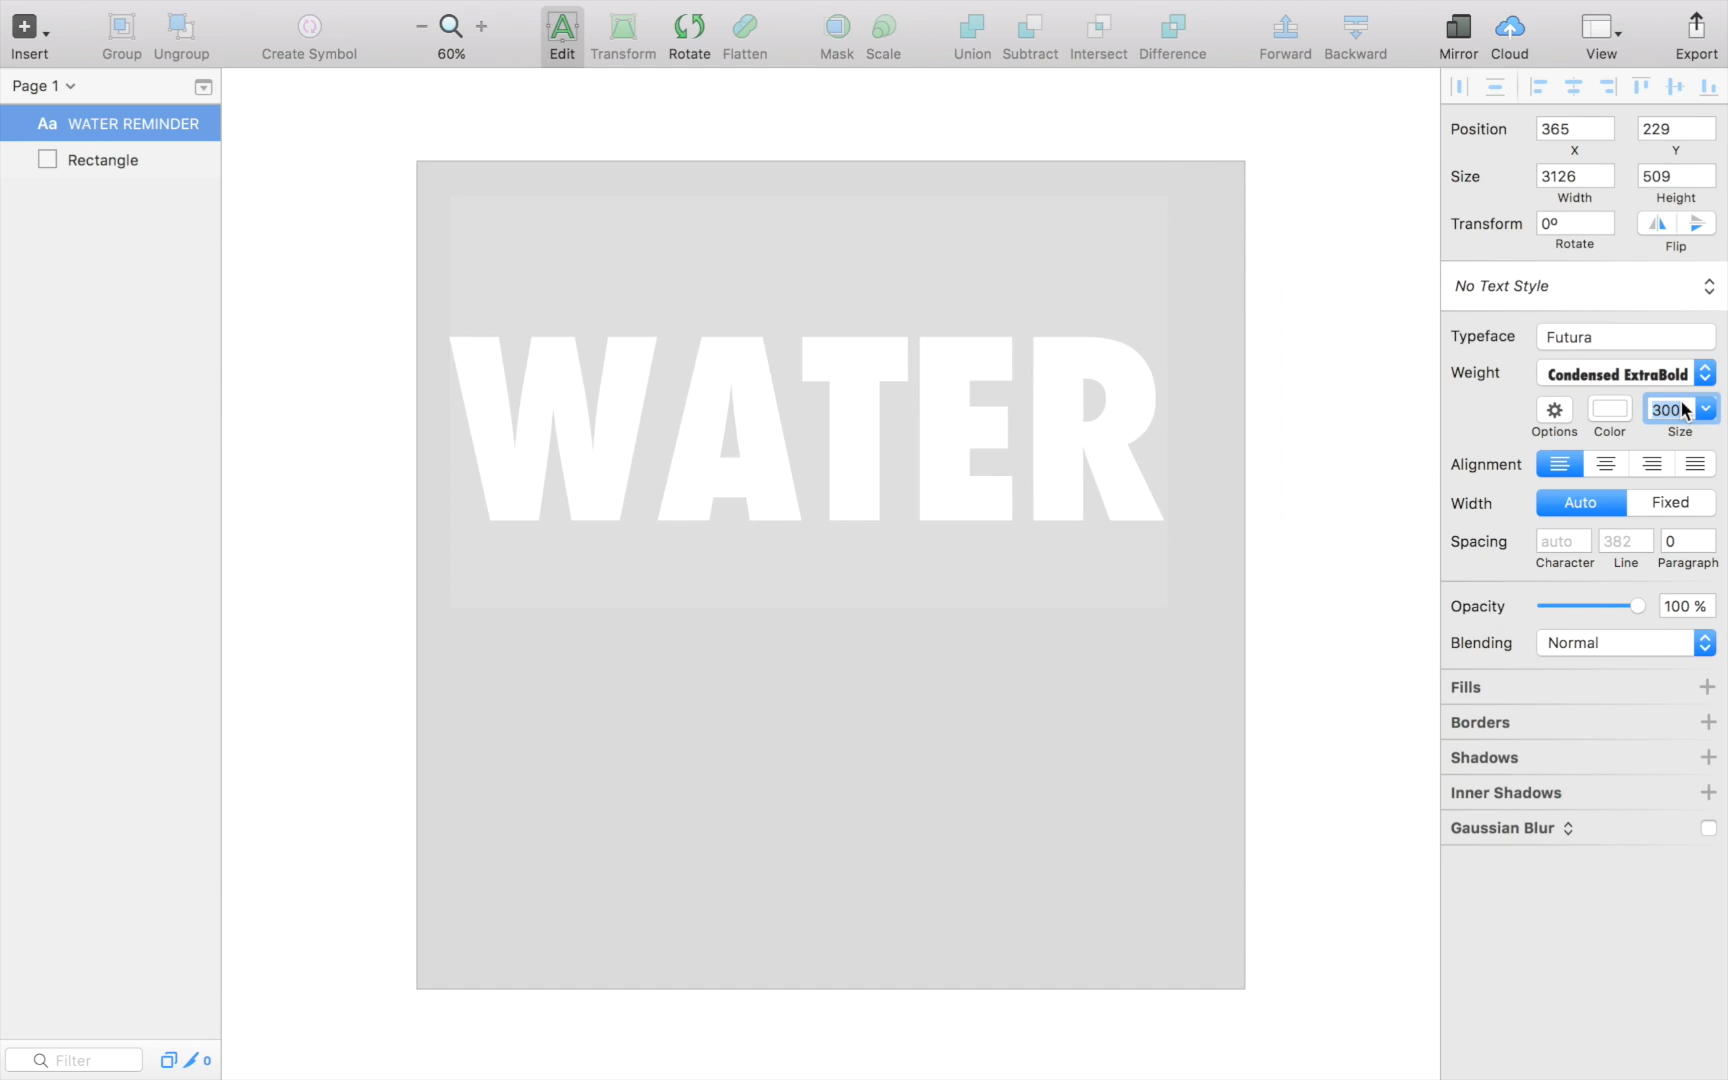 Insert
Group
Ungroup
Create Symbol
60%
Edit
Transform
Rotate
Flatten
Mask
Scale
Union
Subtract
Intersect
Difference
Forward
Backward
Mirror
Cloud
View
Export
Page 1
Aa WATER REMINDER
Rectangle
WATER
Position 365 229
X Y
Size 3126 509
Width Height
Transform 0º
Rotate Flip
No Text Style
Typeface Futura
Weight Condensed ExtraBold
300
Options Color Size
Alignment
Width Auto Fixed
Spacing auto 382 0
Character Line Paragraph
Opacity 100 %
Blending Normal
Fills
Borders
Shadows
Inner Shadows
Gaussian Blur
Filter 0